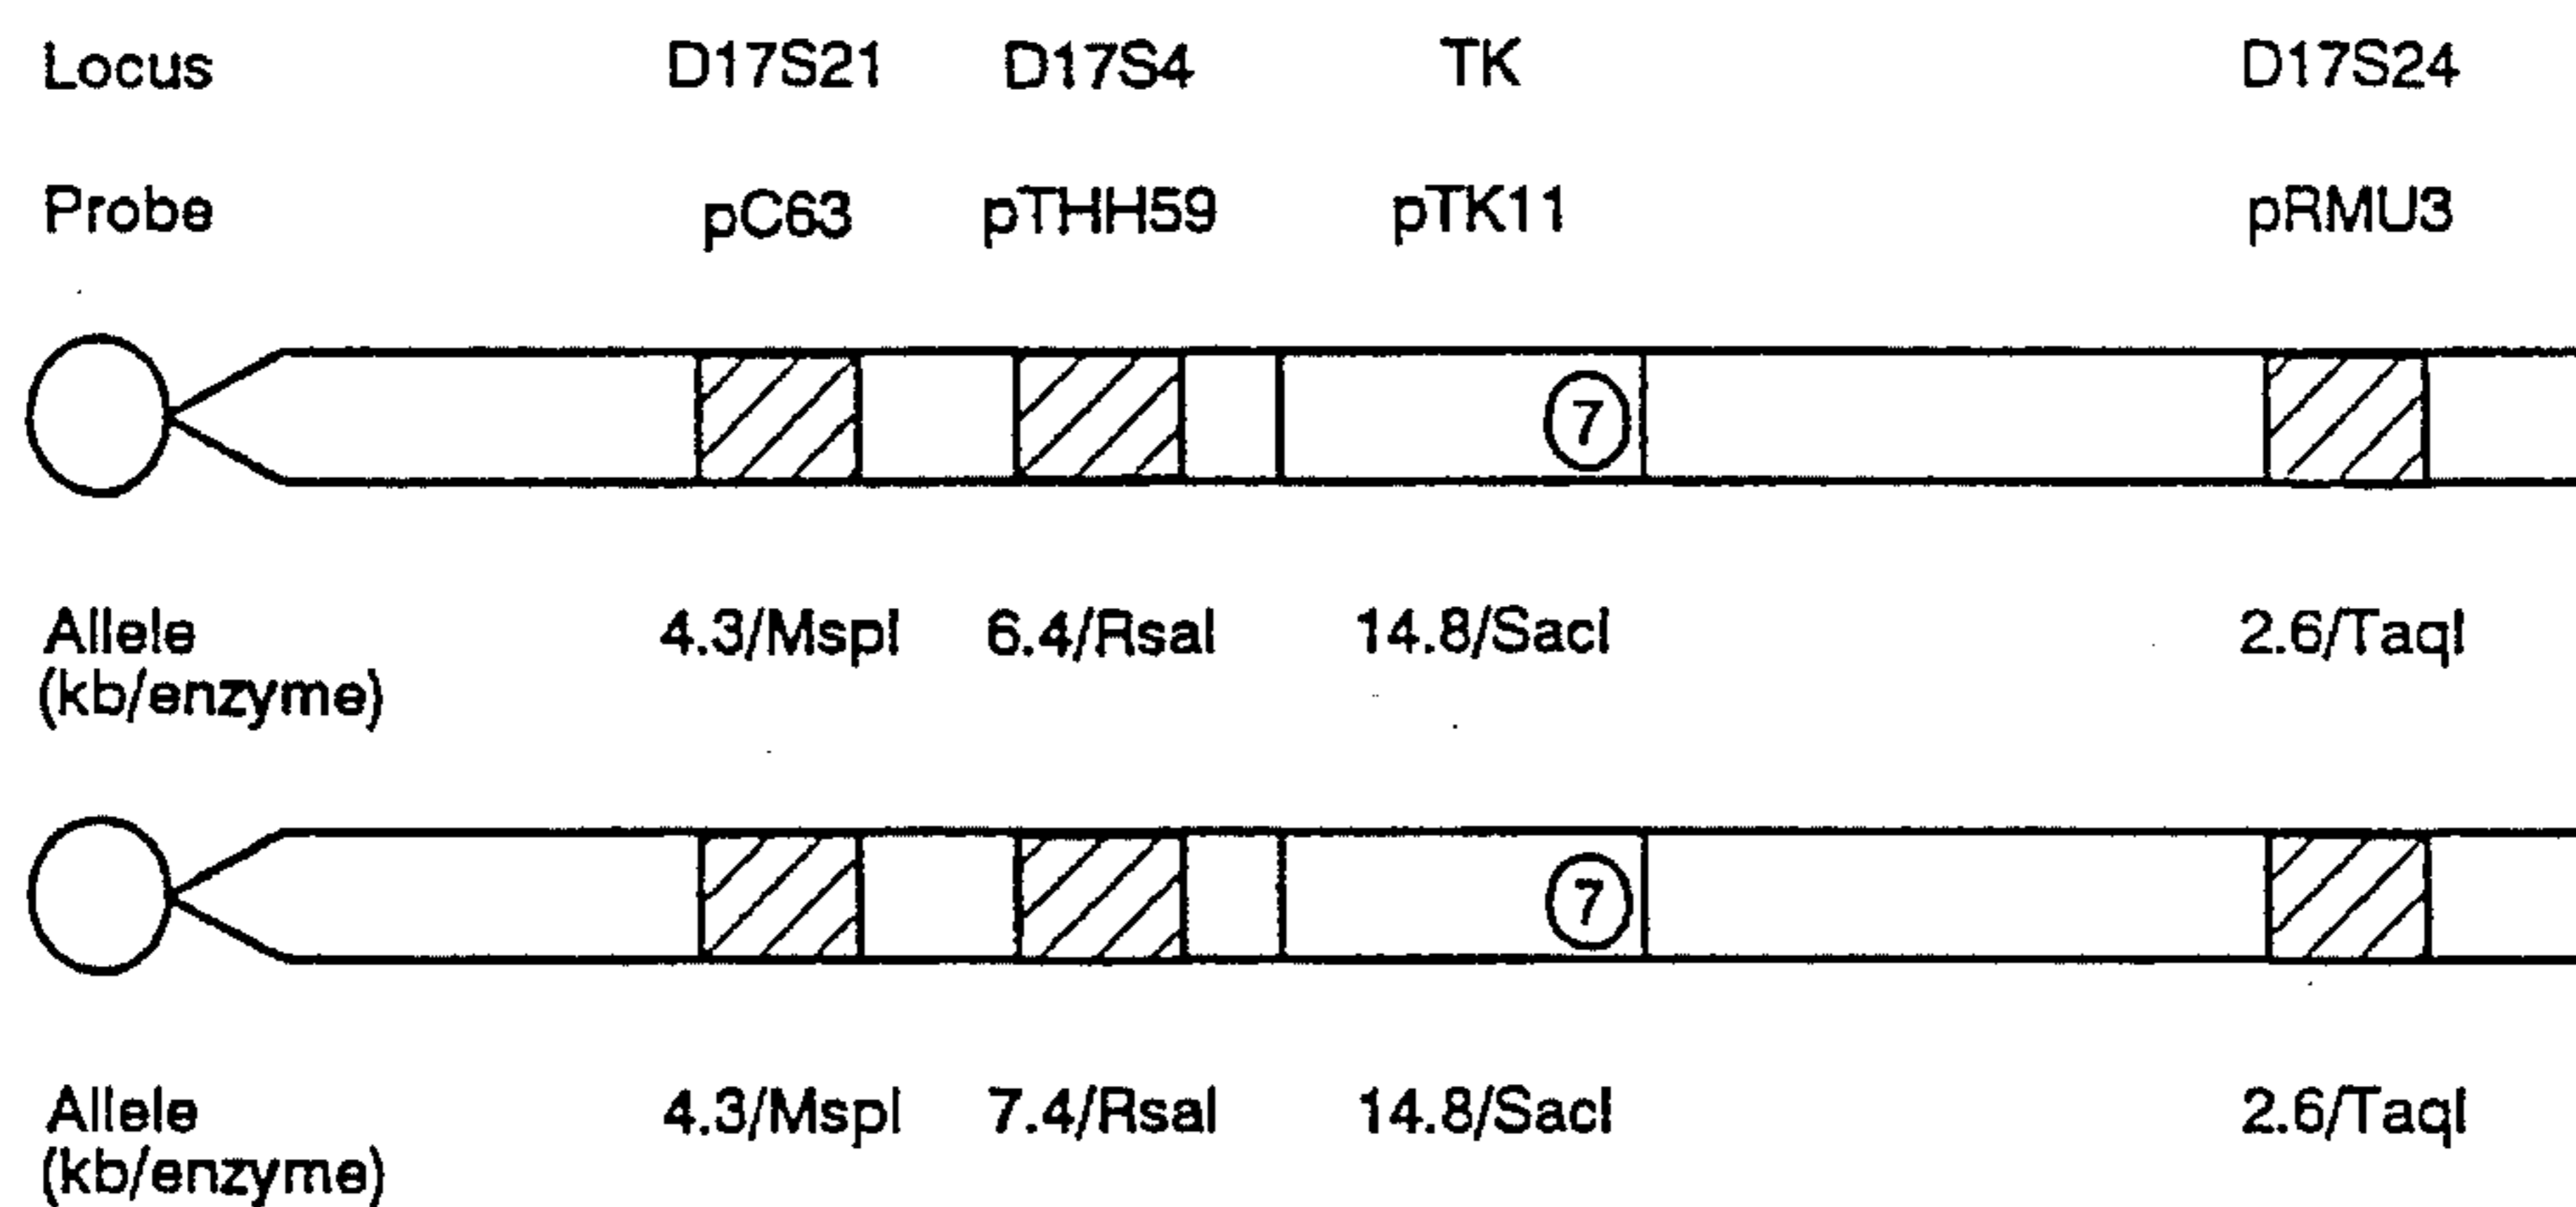 Locus D17S21 D17S4 TK D17S24
Probe pC63 pTHH59 pTK11 pRMU3
7
Allele 4.3/MspI 6.4/RsaI 14.8/SacI 2.6/TaqI
(kb/enzyme)
7
Allele 4.3/MspI 7.4/RsaI 14.8/SacI 2.6/TaqI
(kb/enzyme)